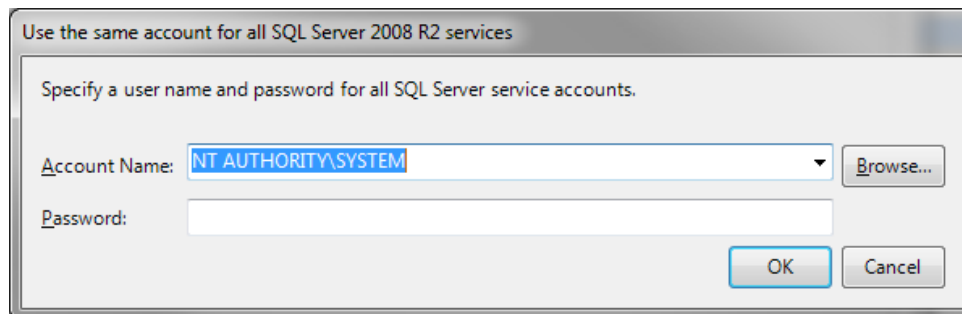 Use the same account for all SQL Server 2008 R2 services
Specify a user name and password for all SQL Server service accounts.
Account Name: NT AUTHORITY\SYSTEM Browse...
Password:
OK Cancel